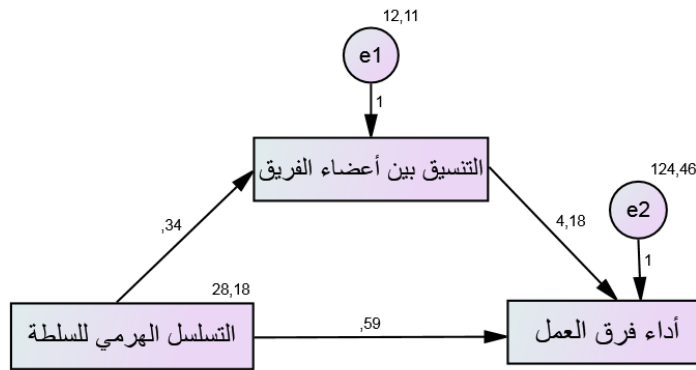 12,11
e1
1
التنسيق بين أعضاء الفريق
124,46
e2
,34
4,18
1
28,18
التسلسل الهرمي للسلطة
,59
أداء فرق العمل